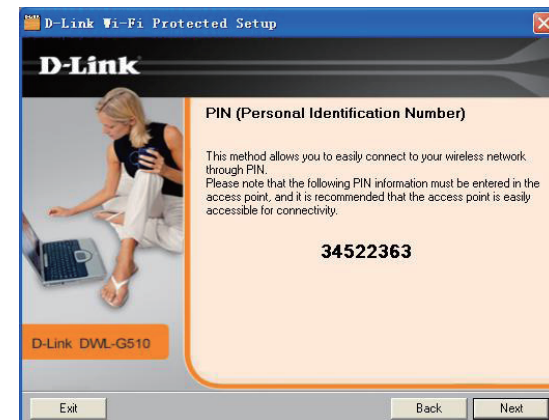 D-Link Wi-Fi Protected Setup
D-Link
PIN (Personal Identification Number)
This method allows you to easily connect to your wireless network
through PIN.
Please note that the following PIN information must be entered in the
access point, and it is recommended that the access point is easily
accessible for connectivity.
34522363
D-Link DWL-G510
Exit
Back
Next